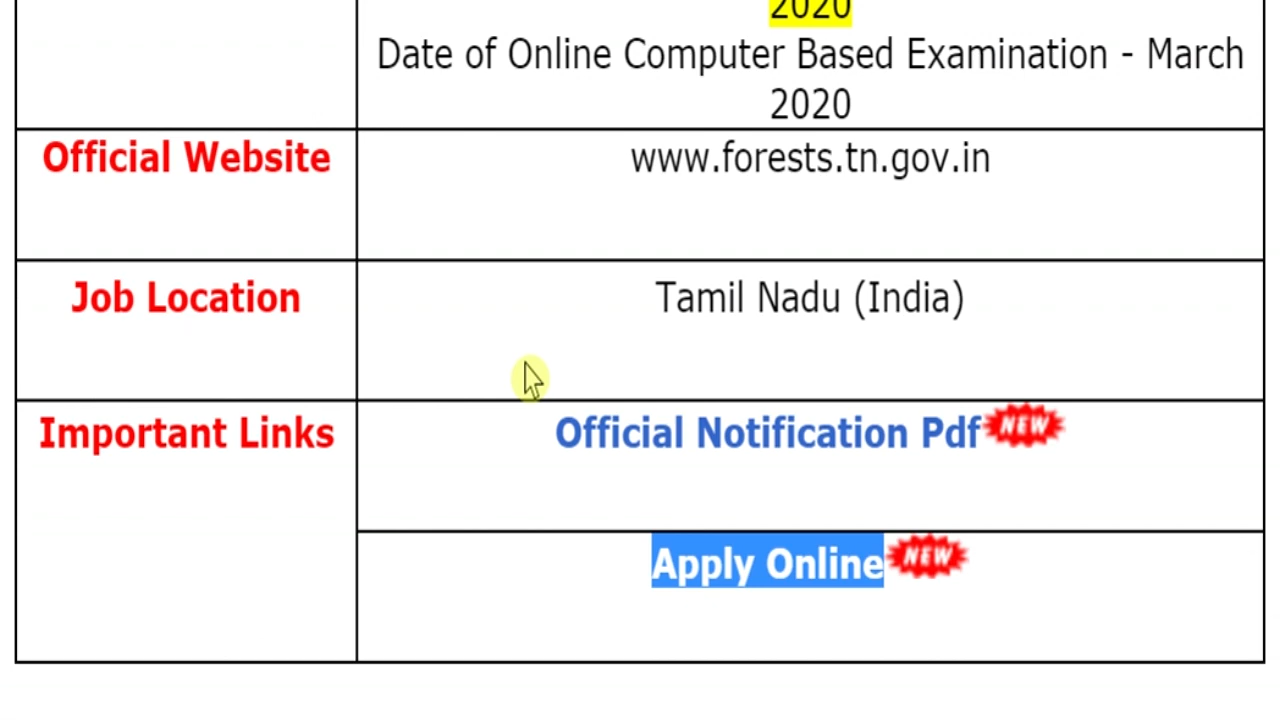 2020
Date of Online Computer Based Examination - March
2020
Official Website
www.forests.tn.gov.in
Job Location
Tamil Nadu (India)
Important Links
Official Notification Pdf NEW
Apply Online NEW